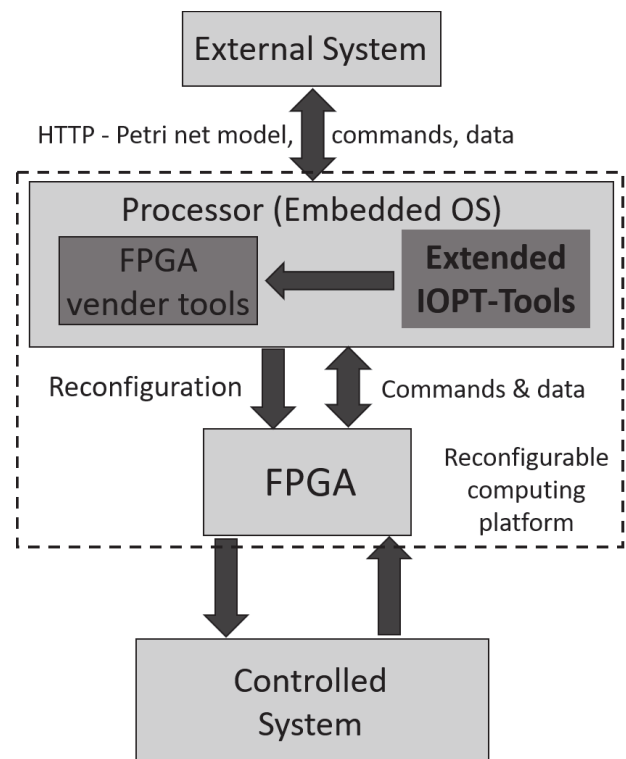 External System
HTTP - Petri net model, commands, data
Processor (Embedded OS)
FPGA
vender tools
Extended
IOPT-Tools
Reconfiguration
Commands & data
FPGA
Reconfigurable
computing
platform
Controlled
System